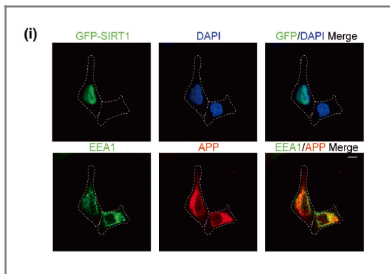 (i)
GFP-SIRT1 DAPI GFP/DAPI Merge
EEA1 APP EEA1/APP Merge